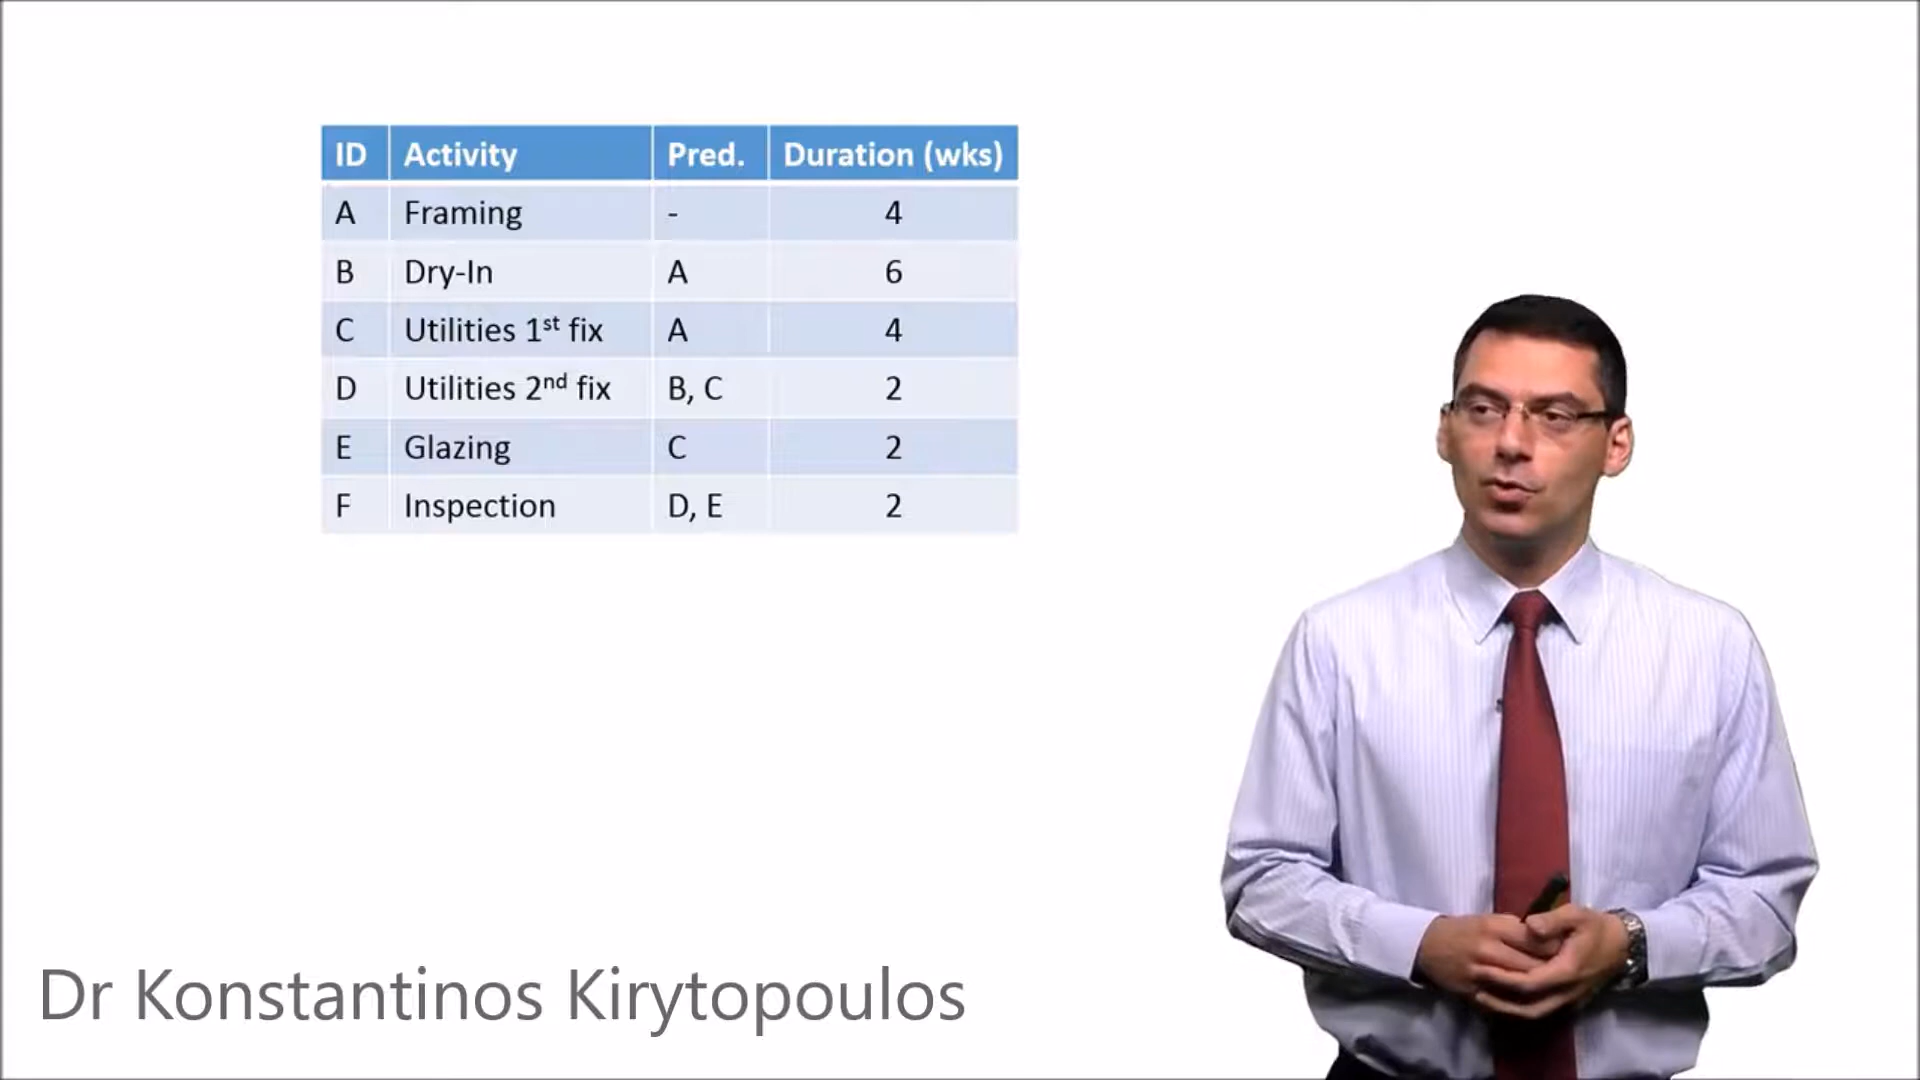 ID Activity Pred. Duration (wks)
A Framing - 4
B Dry-In A 6
C Utilities 1st fix A 4
D Utilities 2nd fix B, C 2
E Glazing C 2
F Inspection D, E 2
Dr Konstantinos Kirytopoulos